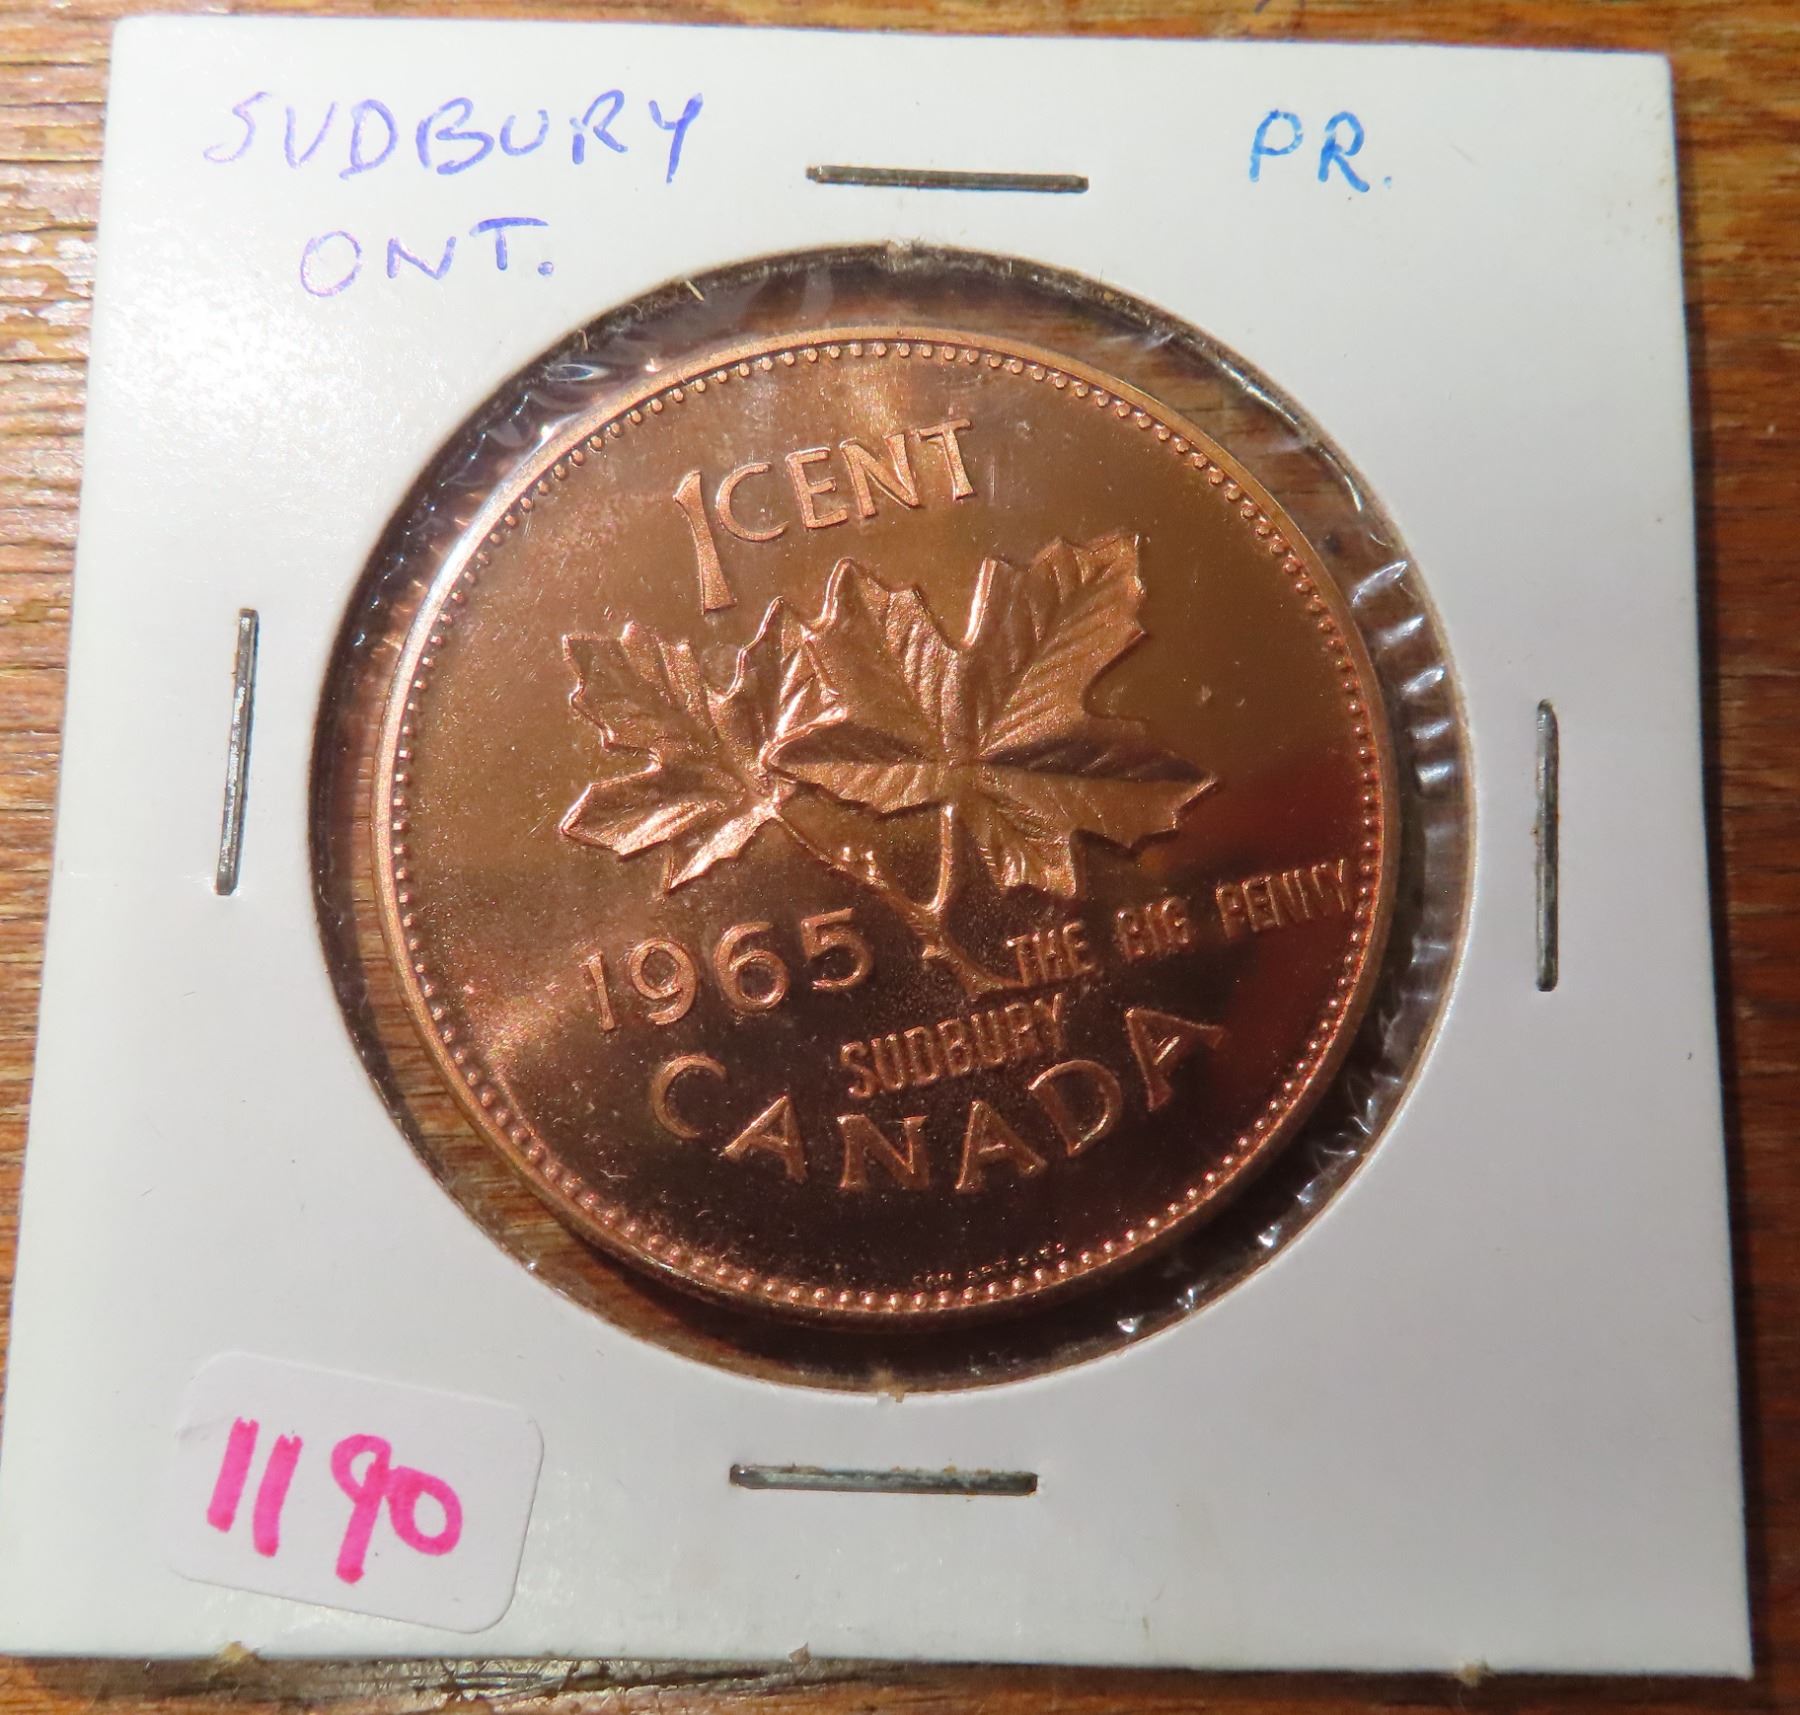 SUDBURY
ONT.
PR.
1 CENT
1965
THE BIG PENNY
SUDBURY
CANADA
1190